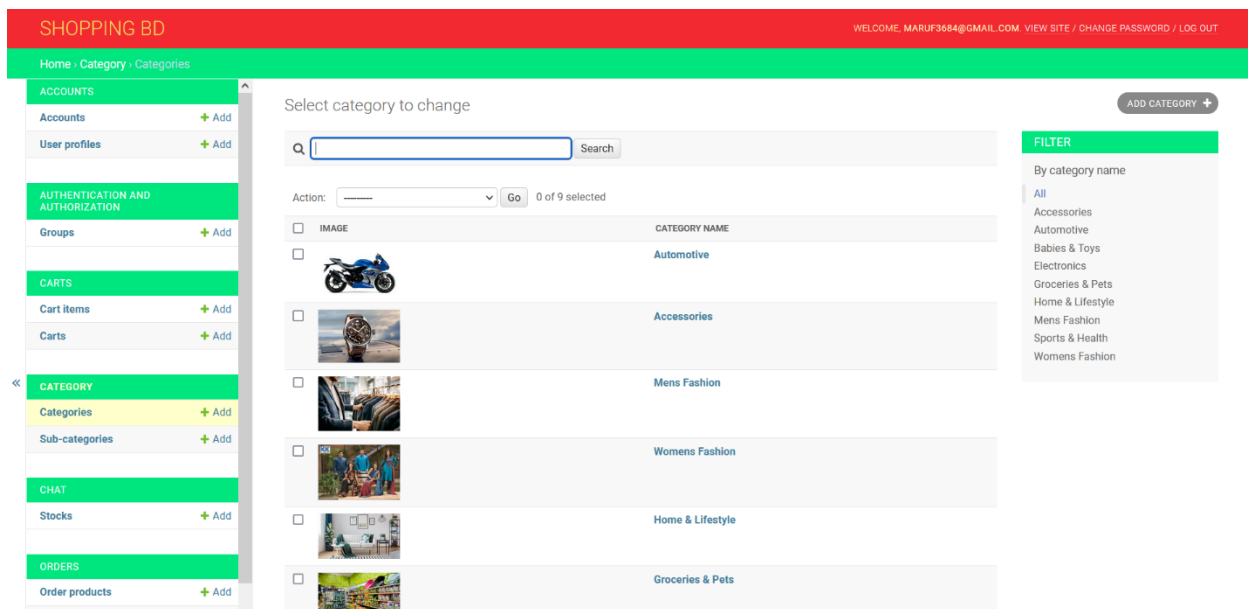 SHOPPING BD
WELCOME, MARUF3684@GMAIL.COM. VIEW SITE / CHANGE PASSWORD / LOG OUT
Home › Category › Categories
ACCOUNTS
Accounts + Add
User profiles + Add
AUTHENTICATION AND
AUTHORIZATION
Groups + Add
CARTS
Cart items + Add
Carts + Add
«
CATEGORY
Categories + Add
Sub-categories + Add
CHAT
Stocks + Add
ORDERS
Order products + Add
Select category to change
ADD CATEGORY +
Search
Action: --------- Go 0 of 9 selected
IMAGE CATEGORY NAME
Automotive
Accessories
Mens Fashion
4K
Womens Fashion
Home & Lifestyle
Groceries & Pets
FILTER
By category name
All
Accessories
Automotive
Babies & Toys
Electronics
Groceries & Pets
Home & Lifestyle
Mens Fashion
Sports & Health
Womens Fashion